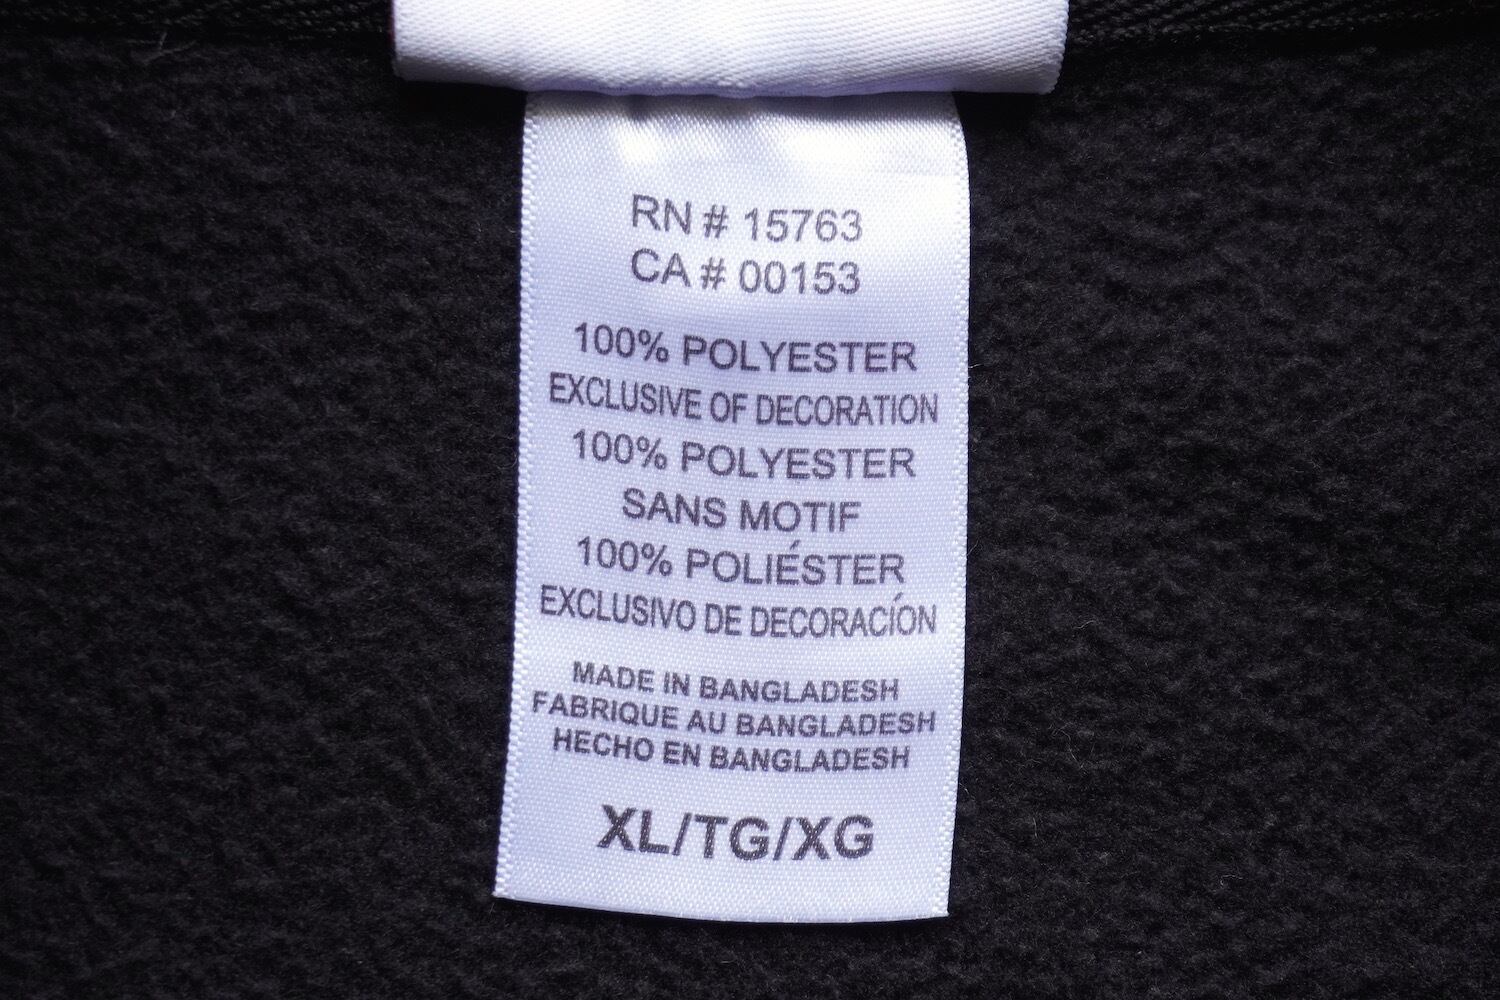 RN # 15763
CA # 00153
100% POLYESTER
EXCLUSIVE OF DECORATION
100% POLYESTER
SANS MOTIF
100% POLIÉSTER
EXCLUSIVO DE DECORACÍON
MADE IN BANGLADESH
FABRIQUE AU BANGLADESH
HECHO EN BANGLADESH
XL/TG/XG